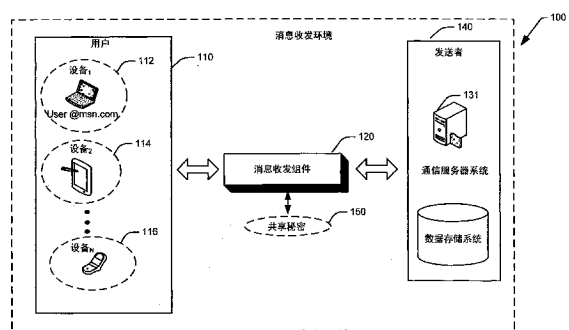 消息收发环境
100
用户
110
设备1
112
User @msn.com
设备2
114
设备N
116
120
消息收发组件
150
共享秘密
140
发送者
131
通信服务器系统
数据存储系统